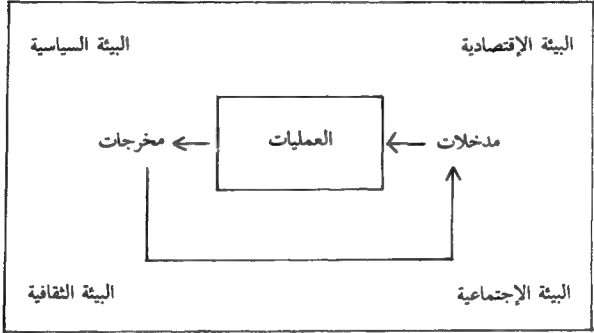 البيئة الإقتصادية
البيئة السياسية
مدخلات
العمليات
مخرجات
البيئة الإجتماعية
البيئة الثقافية